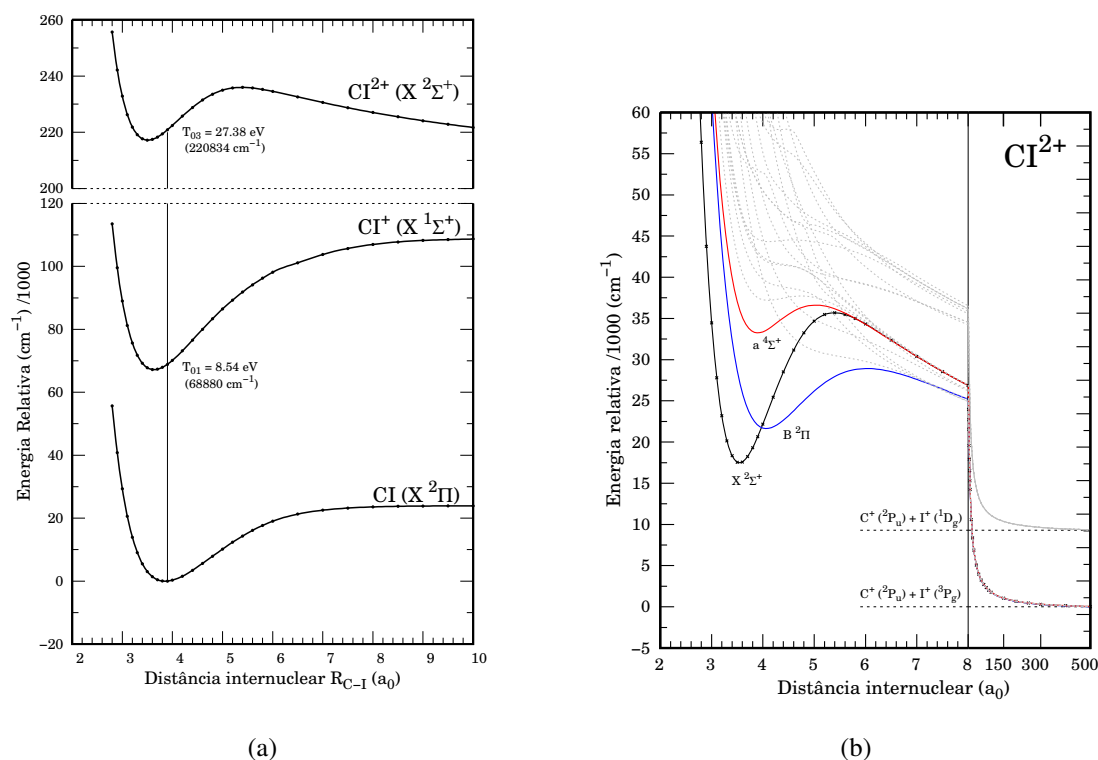 260
240
220
200
120
100
80
60
40
20
0
−20
2 3 4 5 6 7 8 9 10
Energia Relativa (cm⁻¹) /1000
Distância internuclear R_C−I (a₀)
CI²⁺ (X ²Σ⁺)
T₀₃ = 27.38 eV
(220834 cm⁻¹)
CI⁺ (X ¹Σ⁺)
T₀₁ = 8.54 eV
(68880 cm⁻¹)
CI (X ²Π)
(a)
60
55
50
45
40
35
30
25
20
15
10
5
0
−5
2 3 4 5 6 7 8 150 300 500
Energia relativa /1000 (cm⁻¹)
Distância internuclear (a₀)
CI²⁺
a ⁴Σ⁺
B ²Π
X ²Σ⁺
C⁺ (²Pᵤ) + I⁺ (¹D_g)
C⁺ (²Pᵤ) + I⁺ (³P_g)
(b)